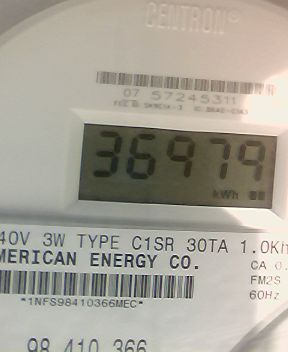 CENTRON®
07 57245311
36979
kWh
40V 3W TYPE C1SR 30TA 1.0Kh
MERICAN ENERGY CO.
CA 0.
FM2S
60Hz
*1NFS98410366MEC*
98 410 366